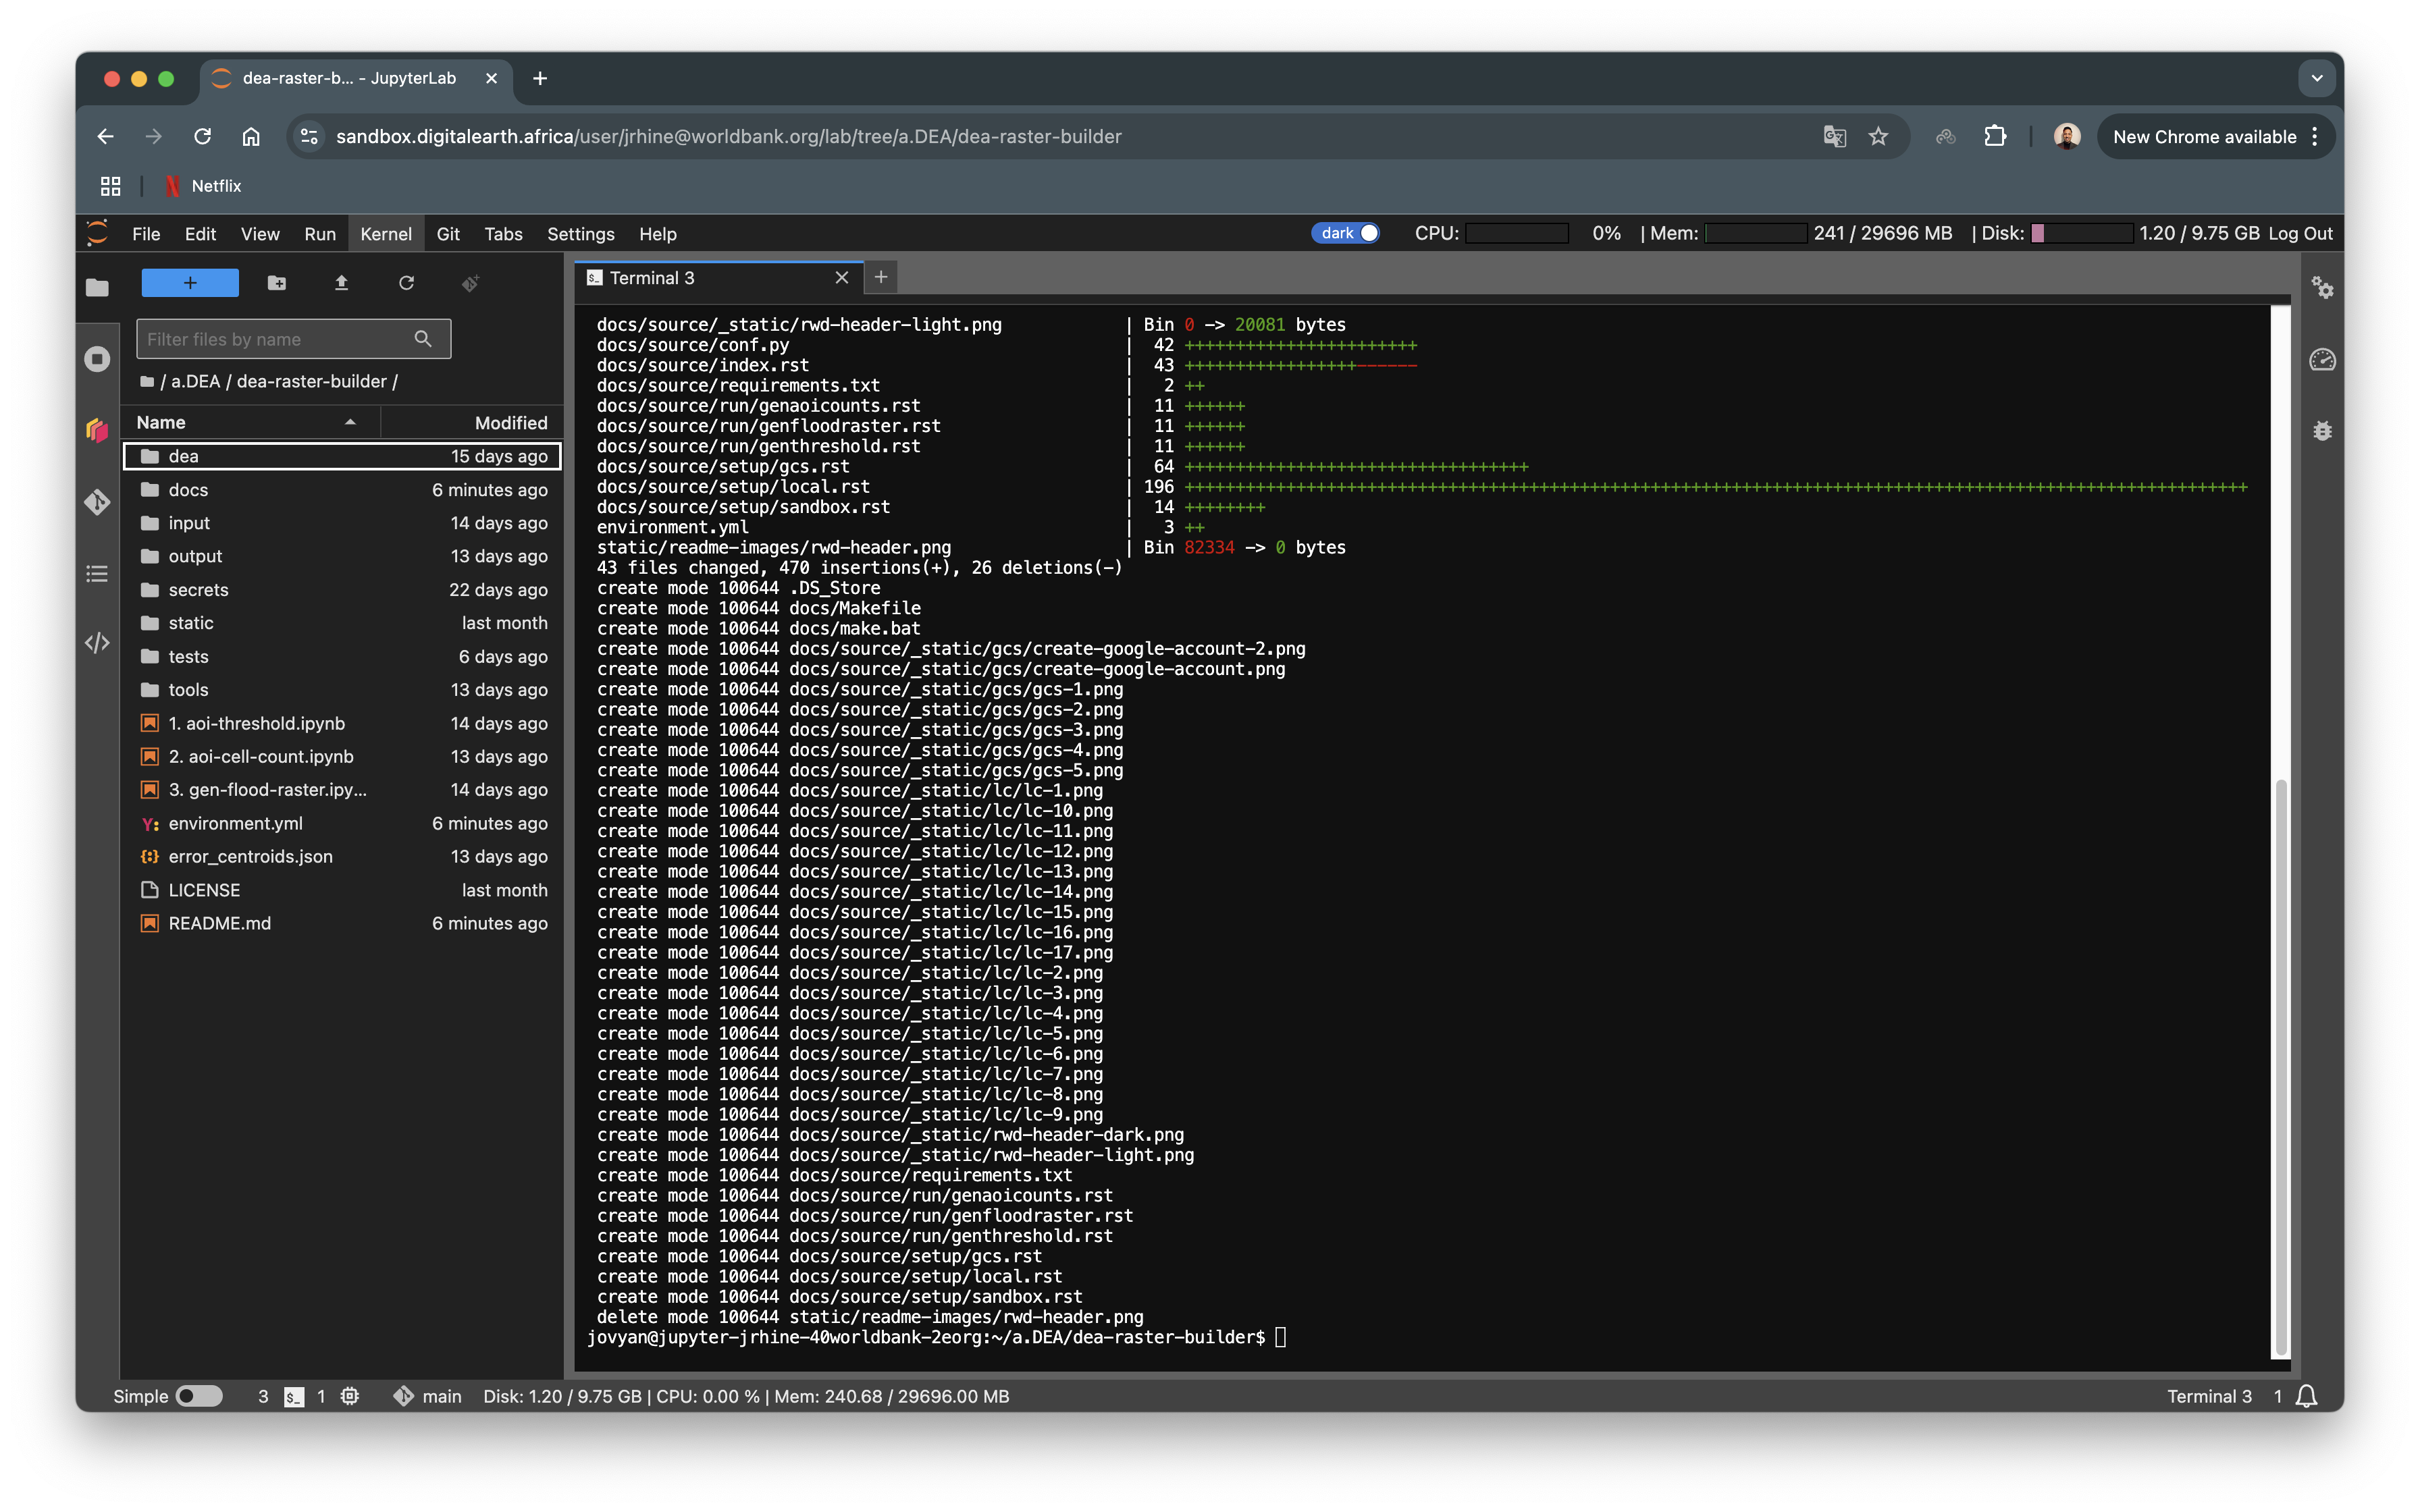 dea-raster-b... - JupyterLab
sandbox.digitalearth.africa/user/jrhine@worldbank.org/lab/tree/a.DEA/dea-raster-builder
New Chrome available
Netflix
File Edit View Run Kernel Git Tabs Settings Help
dark CPU: 0% | Mem: 241 / 29696 MB | Disk: 1.20 / 9.75 GB Log Out
Filter files by name
/ a.DEA / dea-raster-builder /
Name Modified
dea 15 days ago
docs 6 minutes ago
input 14 days ago
output 13 days ago
secrets 22 days ago
static last month
tests 6 days ago
tools 13 days ago
1. aoi-threshold.ipynb 14 days ago
2. aoi-cell-count.ipynb 13 days ago
3. gen-flood-raster.ipy... 14 days ago
environment.yml 6 minutes ago
error_centroids.json 13 days ago
LICENSE last month
README.md 6 minutes ago
Terminal 3
docs/source/_static/rwd-header-light.png | Bin 0 -> 20081 bytes
docs/source/conf.py | 42 +++++++++++++++++++++++
docs/source/index.rst | 43 +++++++++++++++++------
docs/source/requirements.txt | 2 ++
docs/source/run/genaoicounts.rst | 11 ++++++
docs/source/run/genfloodraster.rst | 11 ++++++
docs/source/run/genthreshold.rst | 11 ++++++
docs/source/setup/gcs.rst | 64 ++++++++++++++++++++++++++++++++++
docs/source/setup/local.rst | 196 +++++++++++++++++++++++++++++++++++++++++++++++++++++++++++++++++++++++++++++++++++++++++++++++++++++++++
docs/source/setup/sandbox.rst | 14 ++++++++
environment.yml | 3 ++
static/readme-images/rwd-header.png | Bin 82334 -> 0 bytes
43 files changed, 470 insertions(+), 26 deletions(-)
create mode 100644 .DS_Store
create mode 100644 docs/Makefile
create mode 100644 docs/make.bat
create mode 100644 docs/source/_static/gcs/create-google-account-2.png
create mode 100644 docs/source/_static/gcs/create-google-account.png
create mode 100644 docs/source/_static/gcs/gcs-1.png
create mode 100644 docs/source/_static/gcs/gcs-2.png
create mode 100644 docs/source/_static/gcs/gcs-3.png
create mode 100644 docs/source/_static/gcs/gcs-4.png
create mode 100644 docs/source/_static/gcs/gcs-5.png
create mode 100644 docs/source/_static/lc/lc-1.png
create mode 100644 docs/source/_static/lc/lc-10.png
create mode 100644 docs/source/_static/lc/lc-11.png
create mode 100644 docs/source/_static/lc/lc-12.png
create mode 100644 docs/source/_static/lc/lc-13.png
create mode 100644 docs/source/_static/lc/lc-14.png
create mode 100644 docs/source/_static/lc/lc-15.png
create mode 100644 docs/source/_static/lc/lc-16.png
create mode 100644 docs/source/_static/lc/lc-17.png
create mode 100644 docs/source/_static/lc/lc-2.png
create mode 100644 docs/source/_static/lc/lc-3.png
create mode 100644 docs/source/_static/lc/lc-4.png
create mode 100644 docs/source/_static/lc/lc-5.png
create mode 100644 docs/source/_static/lc/lc-6.png
create mode 100644 docs/source/_static/lc/lc-7.png
create mode 100644 docs/source/_static/lc/lc-8.png
create mode 100644 docs/source/_static/lc/lc-9.png
create mode 100644 docs/source/_static/rwd-header-dark.png
create mode 100644 docs/source/_static/rwd-header-light.png
create mode 100644 docs/source/requirements.txt
create mode 100644 docs/source/run/genaoicounts.rst
create mode 100644 docs/source/run/genfloodraster.rst
create mode 100644 docs/source/run/genthreshold.rst
create mode 100644 docs/source/setup/gcs.rst
create mode 100644 docs/source/setup/local.rst
create mode 100644 docs/source/setup/sandbox.rst
delete mode 100644 static/readme-images/rwd-header.png
jovyan@jupyter-jrhine-40worldbank-2eorg:~/a.DEA/dea-raster-builder$
Simple 3 $_ 1 main Disk: 1.20 / 9.75 GB | CPU: 0.00 % | Mem: 240.68 / 29696.00 MB Terminal 3 1